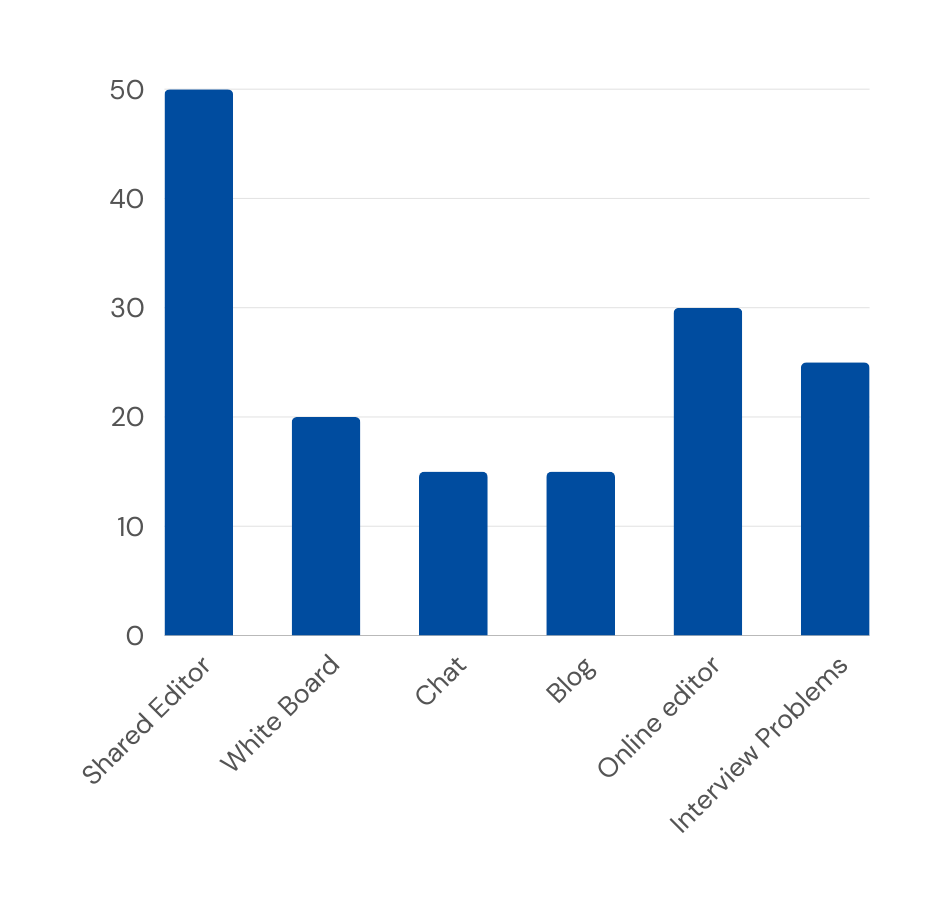 50
40
30
20
10
0
Shared Editor
White Board
Chat
Blog
Online editor
Interview Problems